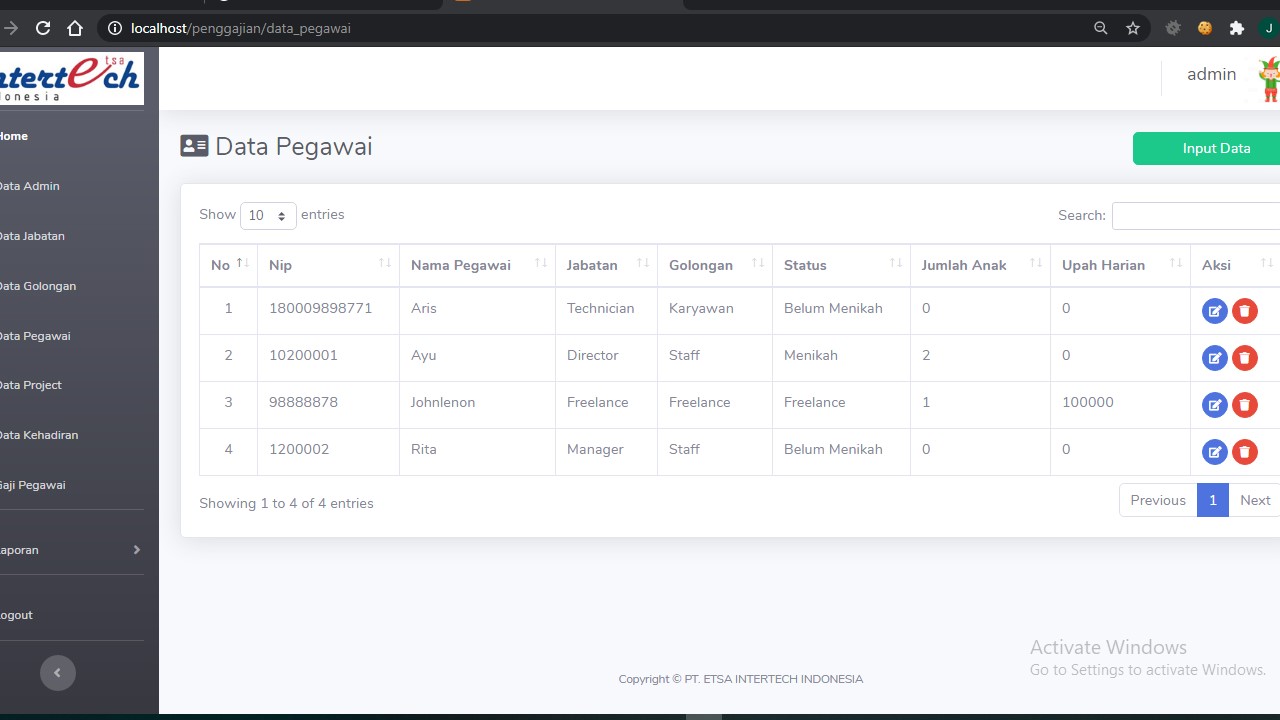 localhost/penggajian/data_pegawai
J
ntertech
tsa
onesia
admin
Home
Data Admin
Data Jabatan
Data Golongan
Data Pegawai
Data Project
Data Kehadiran
Gaji Pegawai
Laporan
Logout
Data Pegawai
Input Data
Show 10 entries
Search:
No Nip Nama Pegawai Jabatan Golongan Status Jumlah Anak Upah Harian Aksi
1 180009898771 Aris Technician Karyawan Belum Menikah 0 0
2 10200001 Ayu Director Staff Menikah 2 0
3 98888878 Johnlenon Freelance Freelance Freelance 1 100000
4 1200002 Rita Manager Staff Belum Menikah 0 0
Showing 1 to 4 of 4 entries
Previous 1 Next
Activate Windows
Go to Settings to activate Windows.
Copyright © PT. ETSA INTERTECH INDONESIA